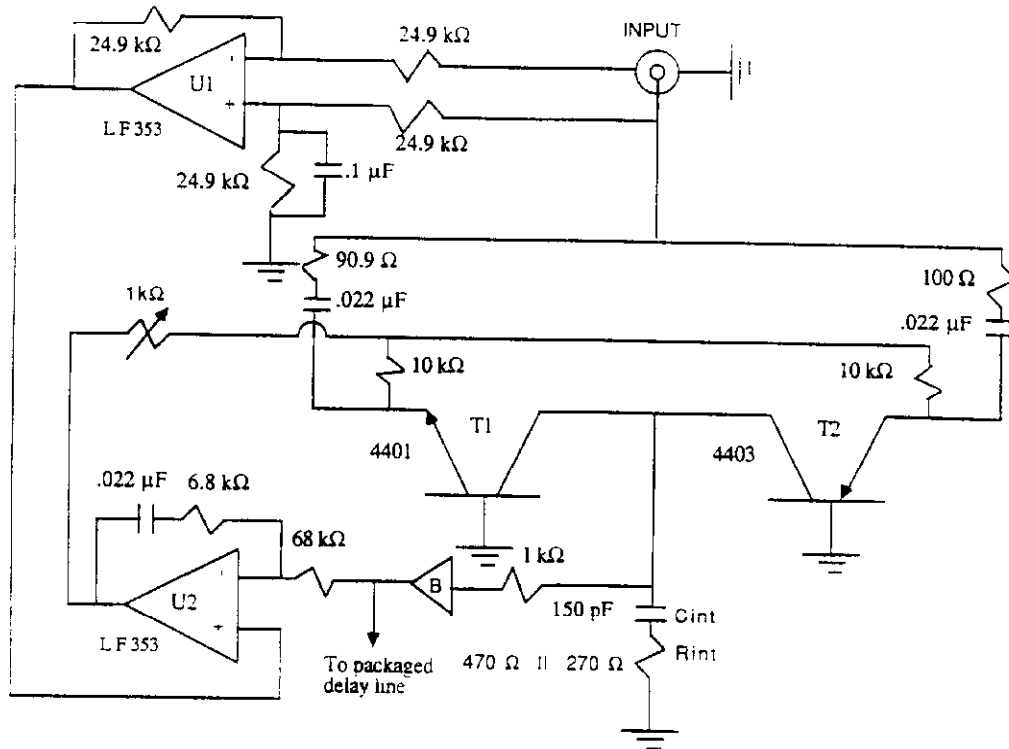 24.9 kΩ
24.9 kΩ
INPUT
-
U1
+
LF353
24.9 kΩ
24.9 kΩ
.1 µF
90.9 Ω
100 Ω
.022 µF
1kΩ
.022 µF
10 kΩ
10 kΩ
T1
T2
4401
4403
.022 µF
6.8 kΩ
68 kΩ
1 kΩ
-
B
U2
150 pF
Cint
+
LF353
Rint
470 Ω II 270 Ω
To packaged
delay line